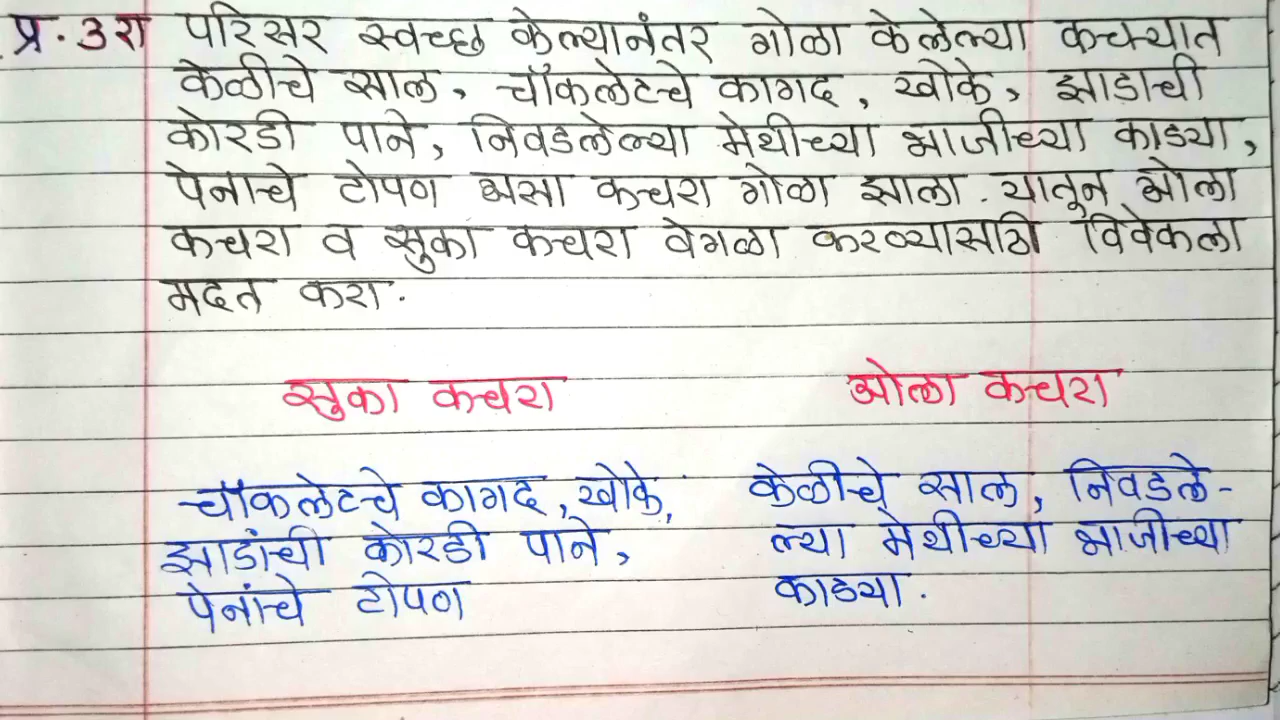 प्र. 3रा परिसर स्वच्छ केल्यानंतर गोळा केलेल्या कचऱ्यात
केळीचे साल, चॉकलेटचे कागद, खोके, झाडाची
कोरडी पाने, निवडलेल्या मेथीच्या भाजीच्या काड्या,
पेनाचे टोपण असा कचरा गोळा झाला. यातून ओला
कचरा व सुका कचरा वेगळा करण्यासाठी विवेकला
मदत करा.
सुका कचरा ओला कचरा
चॉकलेटचे कागद, खोके, केळीचे साल, निवडले-
झाडांची कोरडी पाने, ल्या मेथीच्या भाजीच्या
पेनांचे टोपण काड्या.